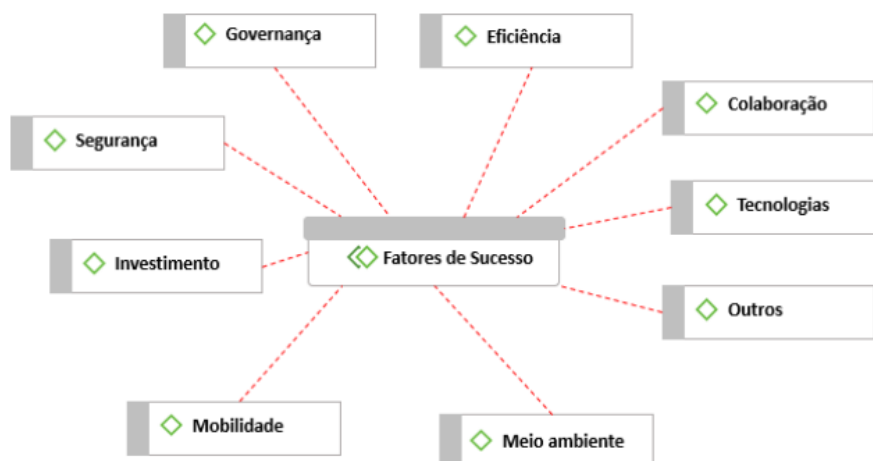 Governança
Eficiência
Colaboração
Segurança
Tecnologias
Fatores de Sucesso
Investimento
Outros
Mobilidade
Meio ambiente